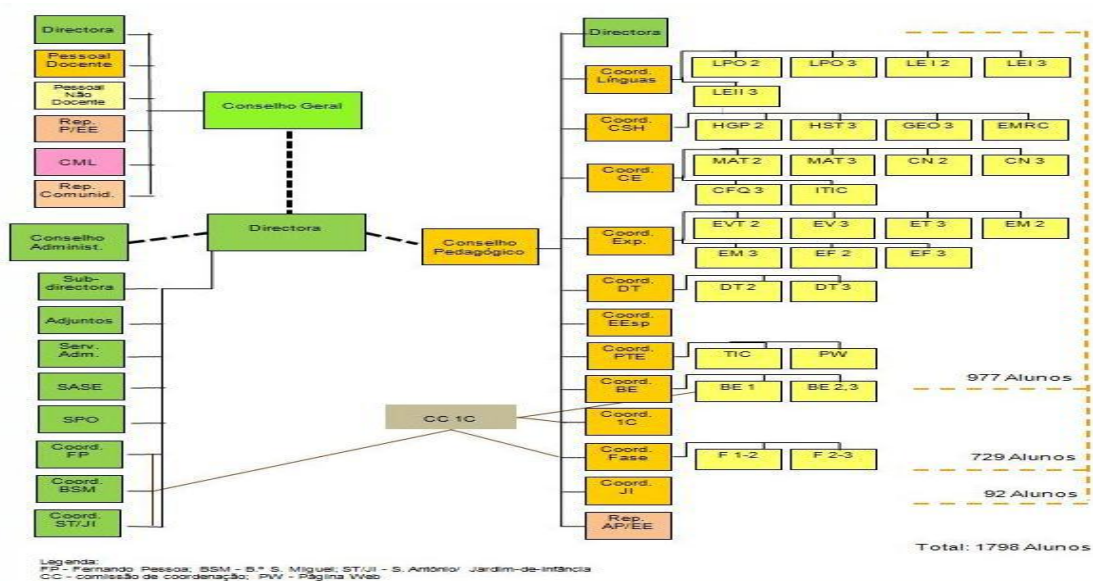 Directora
Pessoal
Docente
Pessoal
Não
Docente
Rep.
P/EE
CML
Rep.
Comunid.
Conselho Geral
Directora
Conselho
Administ.
Conselho
Pedagógico
Sub-
directora
Adjuntos
Serv.
Adm.
SASE
SPO
Coord.
FP
Coord.
BSM
Coord.
ST/JI
CC 1C
Directora
Coord.
Línguas
LPO 2
LPO 3
LE I 2
LE I 3
LEII 3
Coord.
CSH
HGP 2
HST 3
GEO 3
EMRC
Coord.
CE
MAT 2
MAT 3
CN 2
CN 3
CFQ 3
ITIC
Coord.
Exp.
EVT 2
EV 3
ET 3
EM 2
EM 3
EF 2
EF 3
Coord.
DT
DT 2
DT 3
Coord.
EEsp
Coord.
PTE
TIC
PW
Coord.
BE
BE 1
BE 2,3
Coord.
1C
Coord.
Fase
F 1-2
F 2-3
Coord.
JI
Rep.
AP/EE
977 Alunos
729 Alunos
92 Alunos
Total: 1798 Alunos
Legenda:
FP - Fernando Pessoa; BSM - B.º S. Miguel; ST/JI - S. António/ Jardim-de-Infância
CC - comissão de coordenação; PW - Página Web